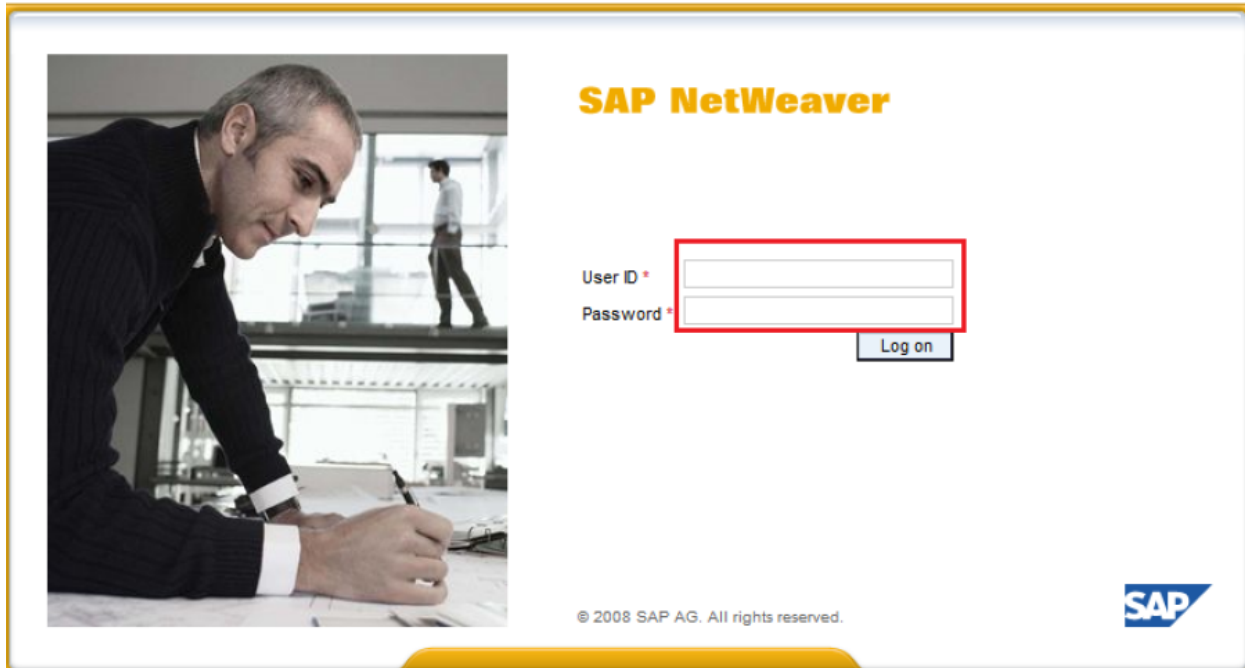 SAP NetWeaver
User ID *
Password *
Log on
© 2008 SAP AG. All rights reserved.
SAP